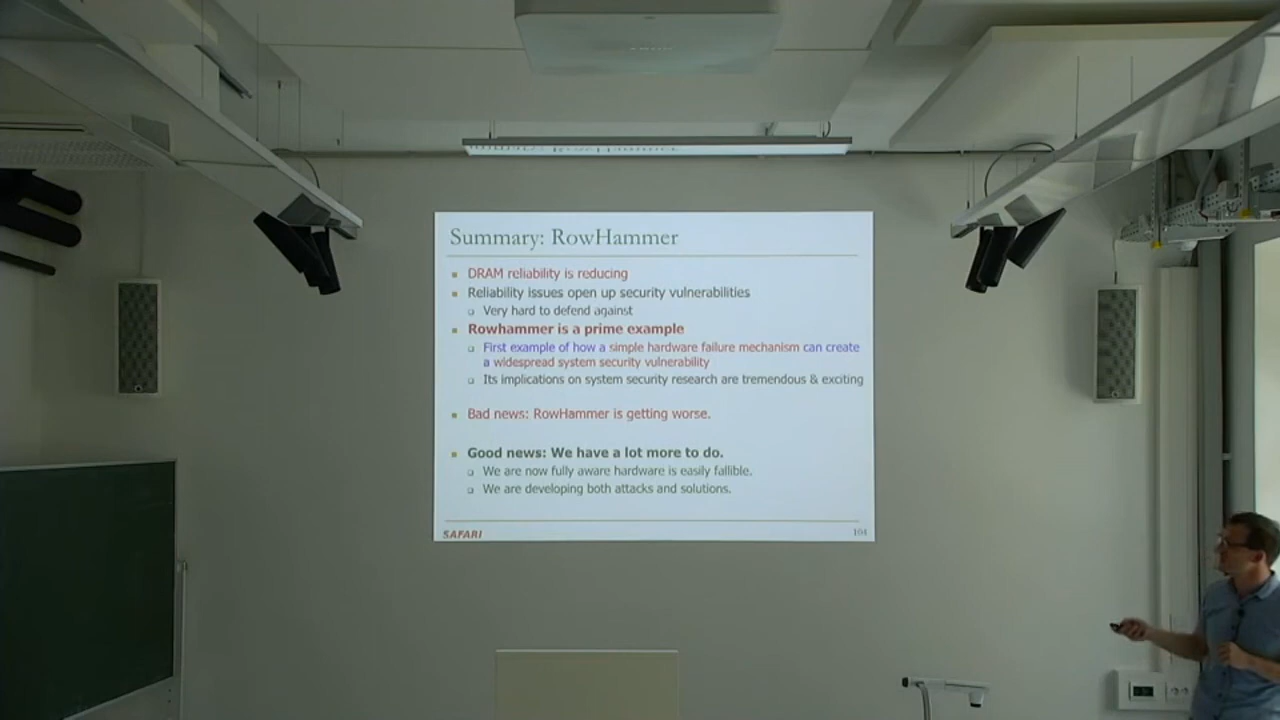 Summary: RowHammer
DRAM reliability is reducing
Reliability issues open up security vulnerabilities
Very hard to defend against
Rowhammer is a prime example
First example of how a simple hardware failure mechanism can create
a widespread system security vulnerability
Its implications on system security research are tremendous & exciting
Bad news: RowHammer is getting worse.
Good news: We have a lot more to do.
We are now fully aware hardware is easily fallible.
We are developing both attacks and solutions.
SAFARI
104